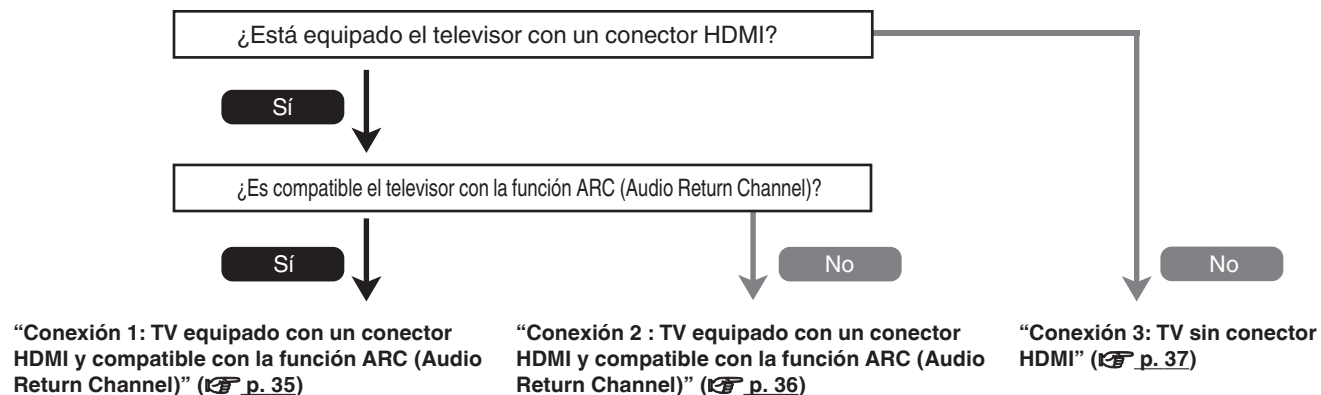 ¿Está equipado el televisor con un conector HDMI?
Sí
¿Es compatible el televisor con la función ARC (Audio Return Channel)?
Sí
No
No
“Conexión 1: TV equipado con un conector
HDMI y compatible con la función ARC (Audio
Return Channel)” (☞ p. 35)
“Conexión 2 : TV equipado con un conector
HDMI y compatible con la función ARC (Audio
Return Channel)” (☞ p. 36)
“Conexión 3: TV sin conector
HDMI” (☞ p. 37)